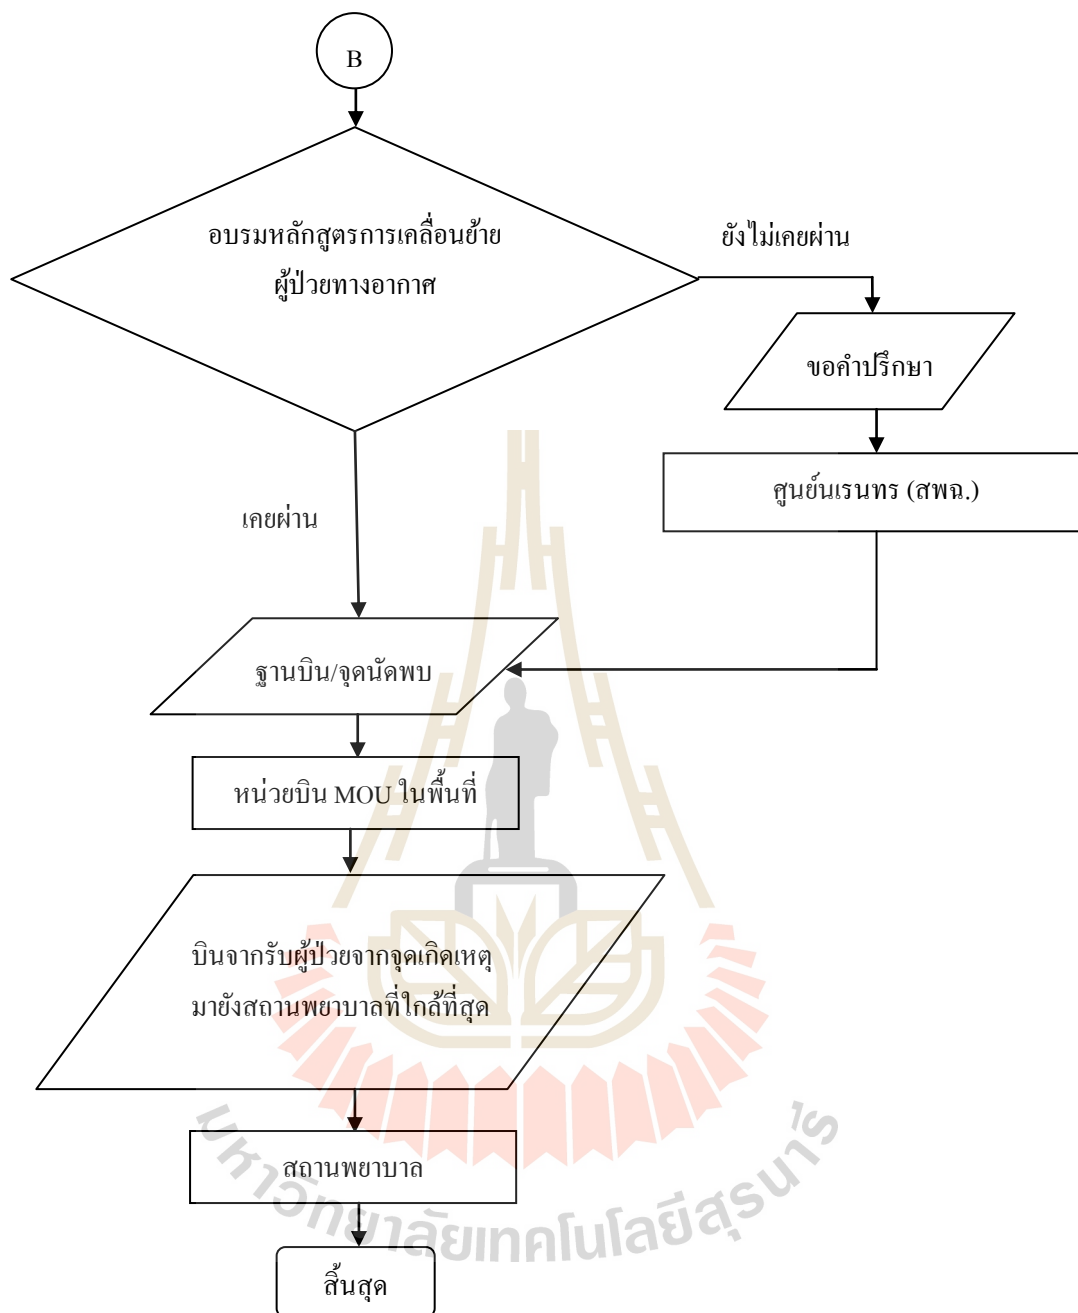 B
อบรมหลักสูตรการเคลื่อนย้าย
ผู้ป่วยทางอากาศ
ยังไม่เคยผ่าน
ขอคำปรึกษา
ศูนย์นเรนทร (สพฉ.)
เคยผ่าน
ฐานบิน/จุดนัดพบ
หน่วยบิน MOU ในพื้นที่
บินจากรับผู้ป่วยจากจุดเกิดเหตุ
มายังสถานพยาบาลที่ใกล้ที่สุด
สถานพยาบาล
มหาวิทยาลัยเทคโนโลยีสุรนารี
สิ้นสุด